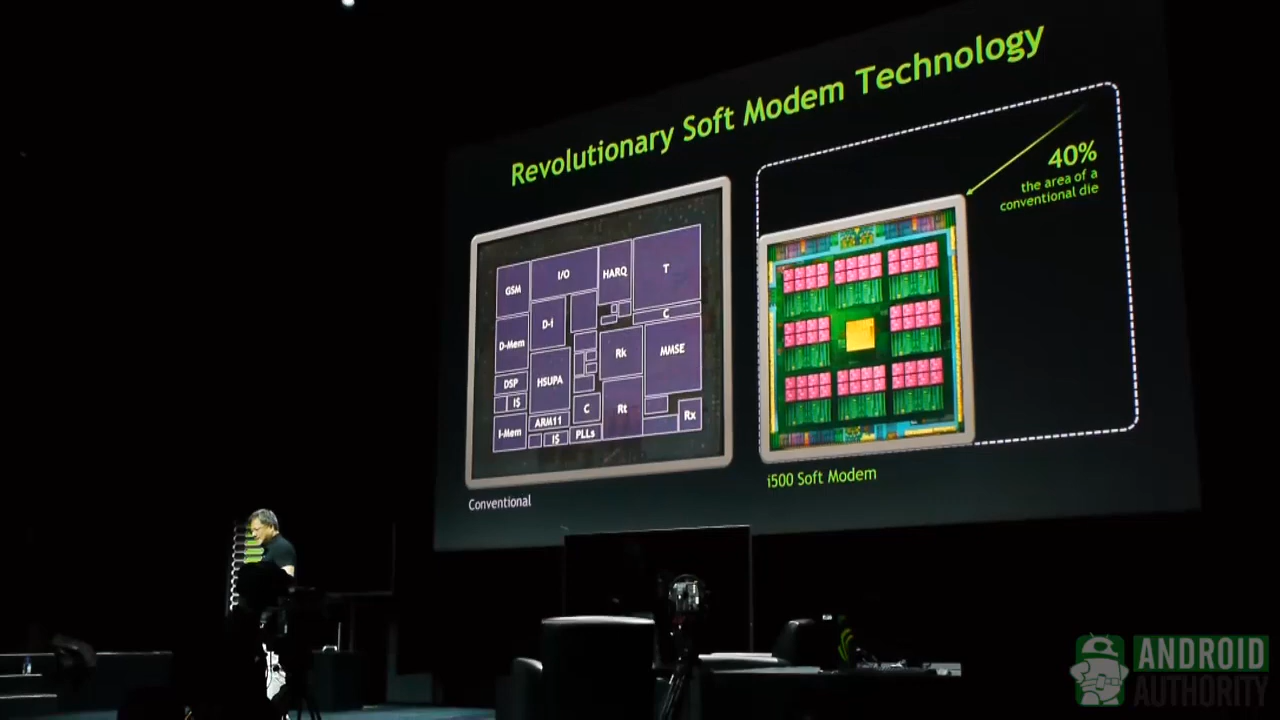 Revolutionary Soft Modem Technology
40%
the area of a
conventional die
GSM
I/O
HARQ
T
D-Mem
D-i
C
Rk
MMSE
DSP
HSUPA
IS
C
Rt
Rx
I-Mem
ARM11
IS
PLLs
Conventional
i500 Soft Modem
ANDROID
AUTHORITY